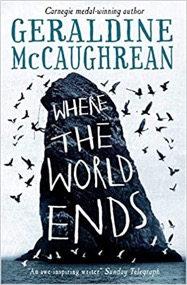 Carnegie medal-winning author
GERALDINE
McCAUGHREAN
WHERE
THE
WORLD
ENDS
'An awe-inspiring writer' Sunday Telegraph